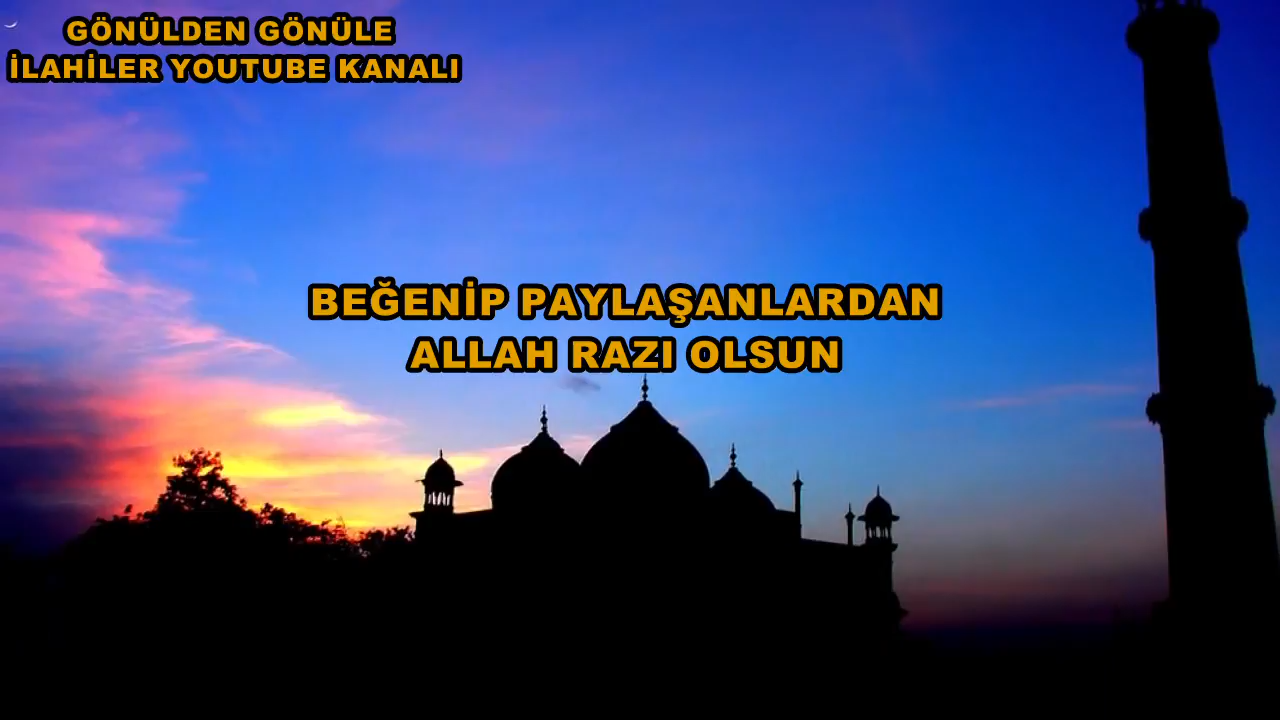 GÖNÜLDEN GÖNÜLE
İLAHİLER YOUTUBE KANALI
BEĞENİP PAYLAŞANLARDAN
ALLAH RAZI OLSUN